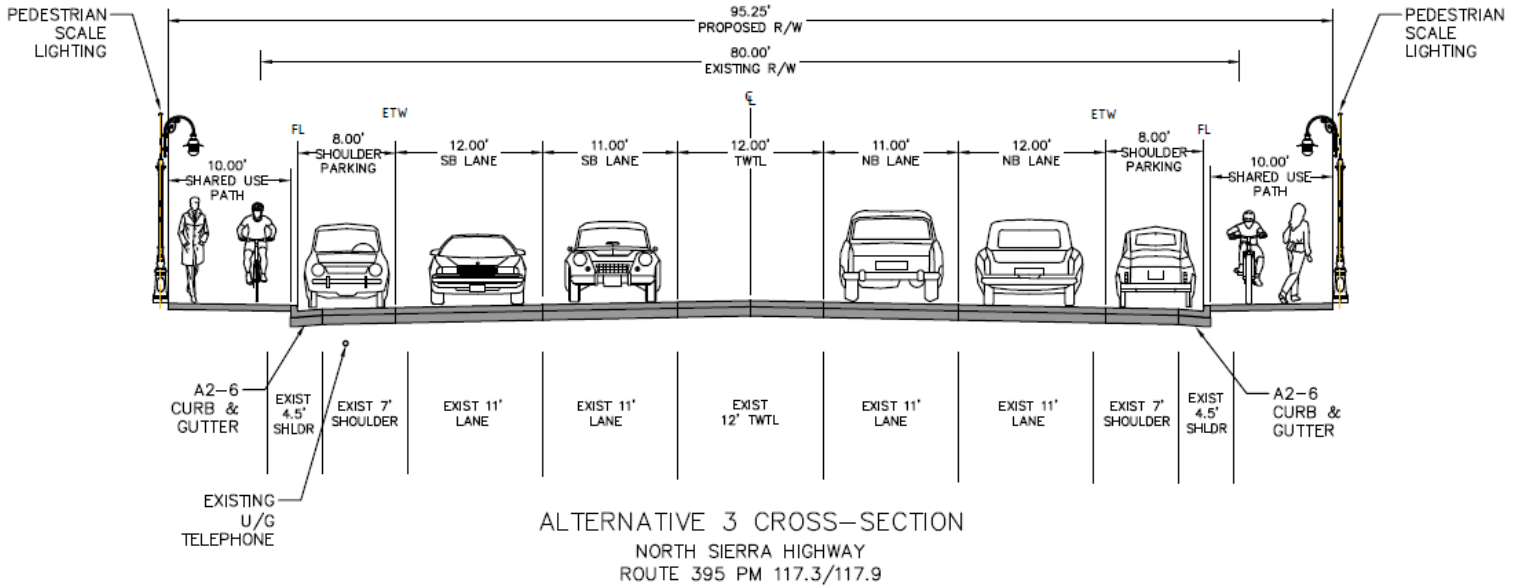 PEDESTRIAN
SCALE
LIGHTING
95.25'
PROPOSED R/W
PEDESTRIAN
SCALE
LIGHTING
80.00'
EXISTING R/W
℄
ETW
ETW
FL
FL
10.00'
SHARED USE
PATH
8.00'
SHOULDER
PARKING
12.00'
SB LANE
11.00'
SB LANE
12.00'
TWTL
11.00'
NB LANE
12.00'
NB LANE
8.00'
SHOULDER
PARKING
10.00'
SHARED USE
PATH
A2-6
CURB &
GUTTER
EXIST
4.5'
SHLDR
EXIST 7'
SHOULDER
EXIST 11'
LANE
EXIST 11'
LANE
EXIST
12' TWTL
EXIST 11'
LANE
EXIST 11'
LANE
EXIST 7'
SHOULDER
EXIST
4.5'
SHLDR
A2-6
CURB &
GUTTER
EXISTING
U/G
TELEPHONE
ALTERNATIVE 3 CROSS-SECTION
NORTH SIERRA HIGHWAY
ROUTE 395 PM 117.3/117.9